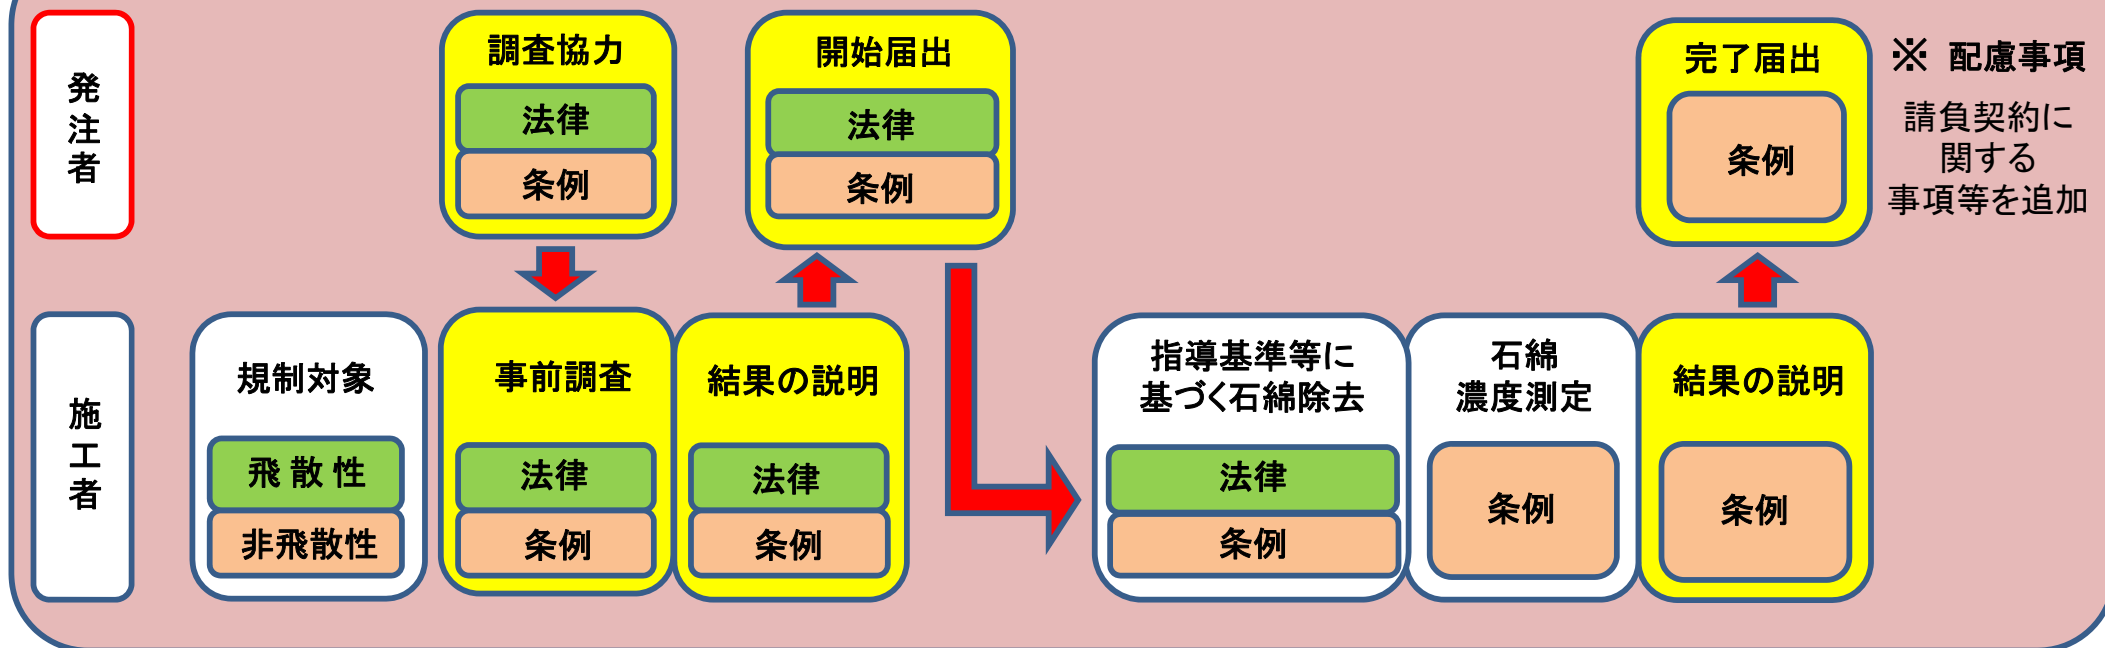 発注者
調査協力
法律
条例
開始届出
法律
条例
完了届出
条例
※ 配慮事項
請負契約に
関する
事項等を追加
施工者
規制対象
飛散性
非飛散性
事前調査
法律
条例
結果の説明
法律
条例
指導基準等に
基づく石綿除去
法律
条例
石綿
濃度測定
条例
結果の説明
条例